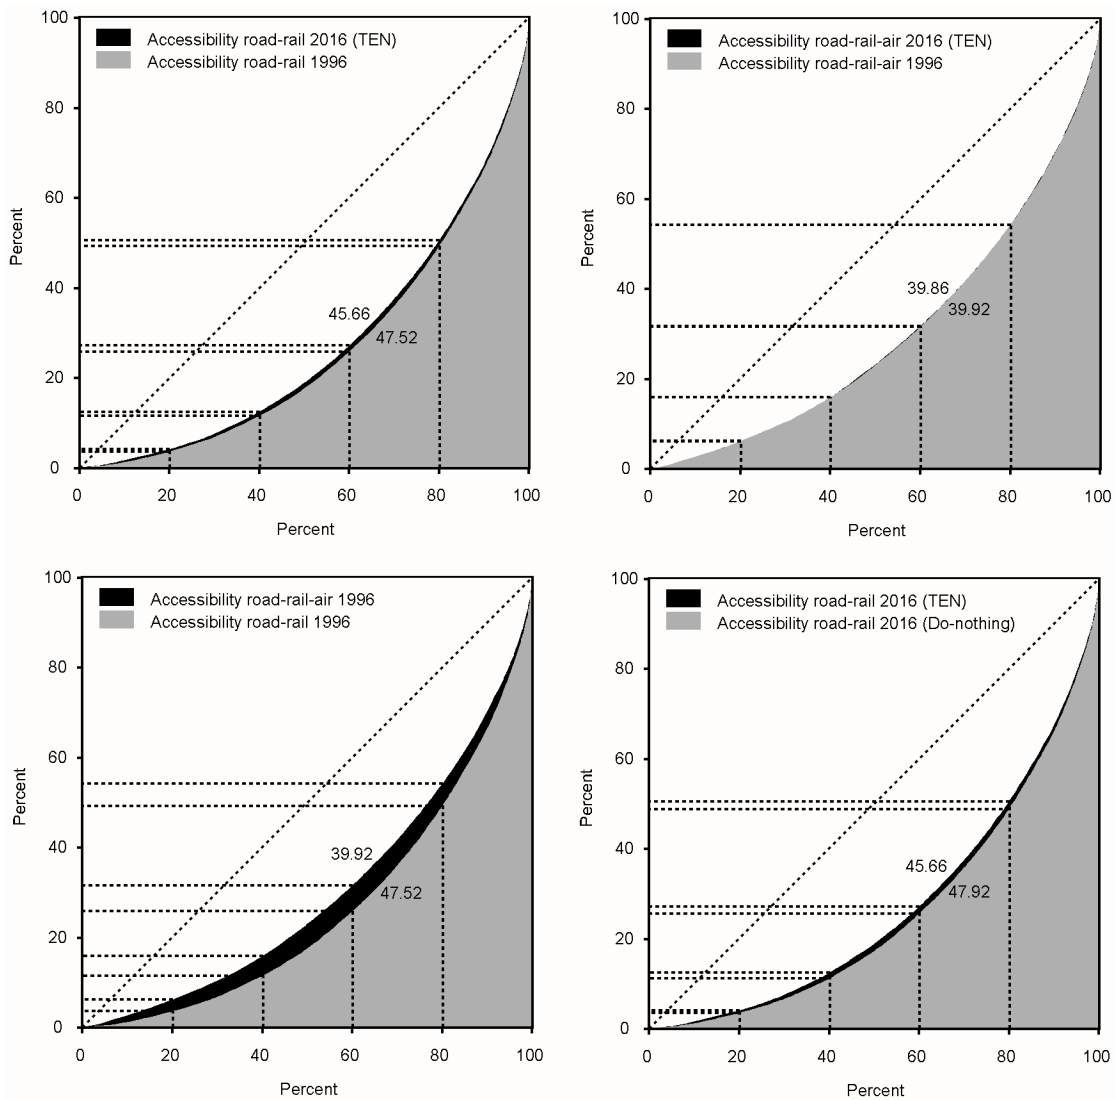 100
Accessibility road-rail 2016 (TEN)
Accessibility road-rail 1996
80
60
Percent
40
45.66
47.52
20
0
0 20 40 60 80 100
Percent
100
Accessibility road-rail-air 2016 (TEN)
Accessibility road-rail-air 1996
80
60
Percent
40
39.86
39.92
20
0
0 20 40 60 80 100
Percent
100
Accessibility road-rail-air 1996
Accessibility road-rail 1996
80
60
Percent
40
39.92
47.52
20
0
0 20 40 60 80 100
Percent
100
Accessibility road-rail 2016 (TEN)
Accessibility road-rail 2016 (Do-nothing)
80
60
Percent
40
45.66
47.92
20
0
0 20 40 60 80 100
Percent